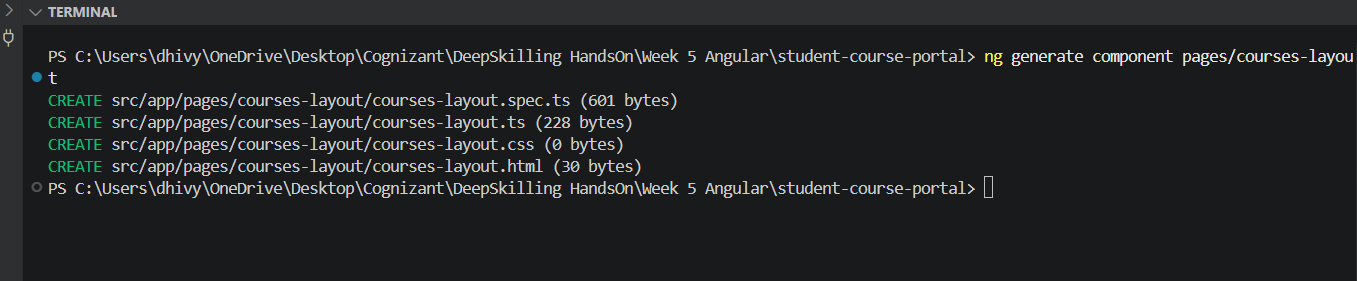 TERMINAL
PS C:\Users\dhivy\OneDrive\Desktop\Cognizant\DeepSkilling HandsOn\Week 5 Angular\student-course-portal> ng generate component pages/courses-layou
t
CREATE src/app/pages/courses-layout/courses-layout.spec.ts (601 bytes)
CREATE src/app/pages/courses-layout/courses-layout.ts (228 bytes)
CREATE src/app/pages/courses-layout/courses-layout.css (0 bytes)
CREATE src/app/pages/courses-layout/courses-layout.html (30 bytes)
PS C:\Users\dhivy\OneDrive\Desktop\Cognizant\DeepSkilling HandsOn\Week 5 Angular\student-course-portal>